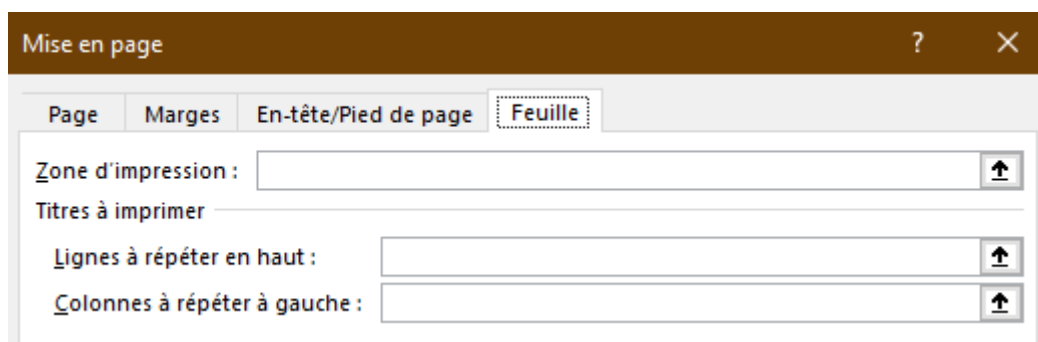 Mise en page ?
Page Marges En-tête/Pied de page Feuille
Zone d'impression :
Titres à imprimer
Lignes à répéter en haut :
Colonnes à répéter à gauche :